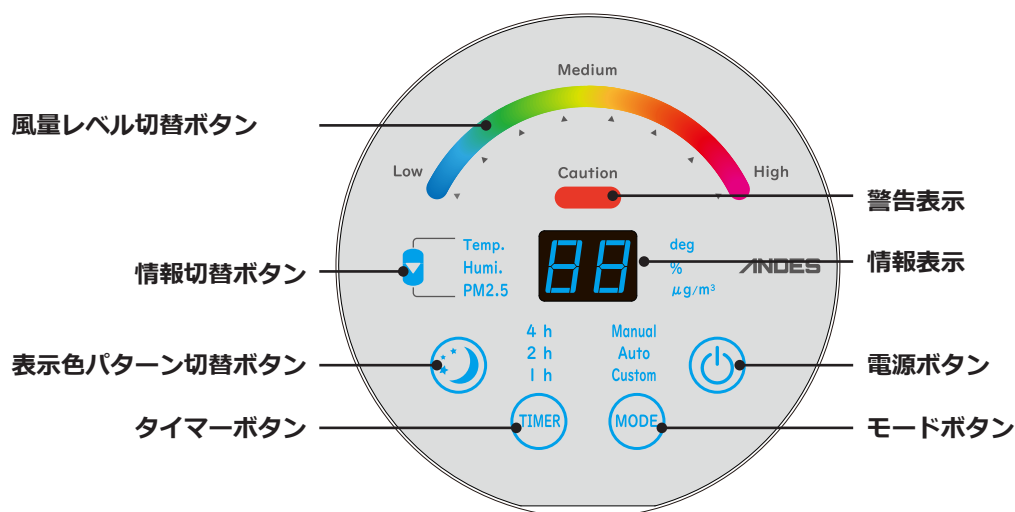 Medium
風量レベル切替ボタン
Low
Caution
High
警告表示
Temp.
deg
情報切替ボタン
Humi.
88
%
ANDES
情報表示
PM2.5
μg/m³
4 h
Manual
表示色パターン切替ボタン
2 h
Auto
電源ボタン
1 h
Custom
タイマーボタン
TIMER
MODE
モードボタン